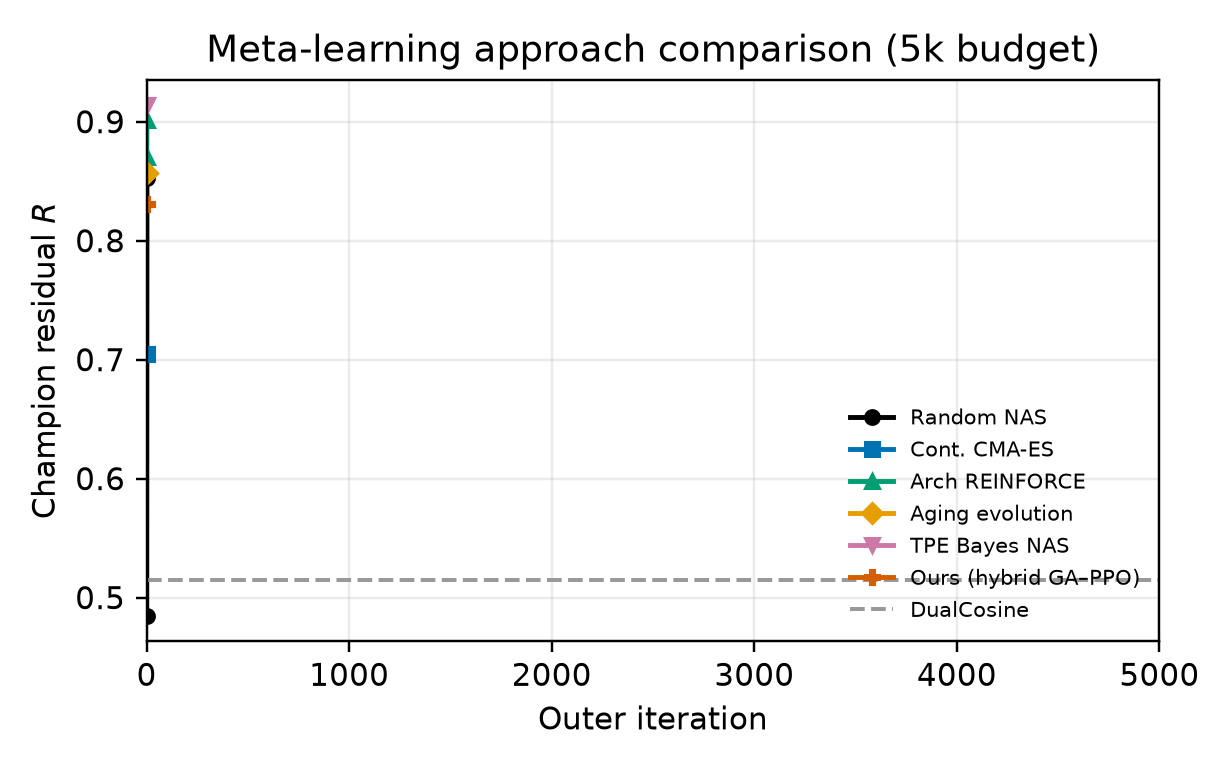 Meta-learning approach comparison (5k budget)
Champion residual R
0.9
0.8
0.7
0.6
0.5
Random NAS
Cont. CMA-ES
Arch REINFORCE
Aging evolution
TPE Bayes NAS
Ours (hybrid GA–PPO)
DualCosine
0 1000 2000 3000 4000 5000
Outer iteration